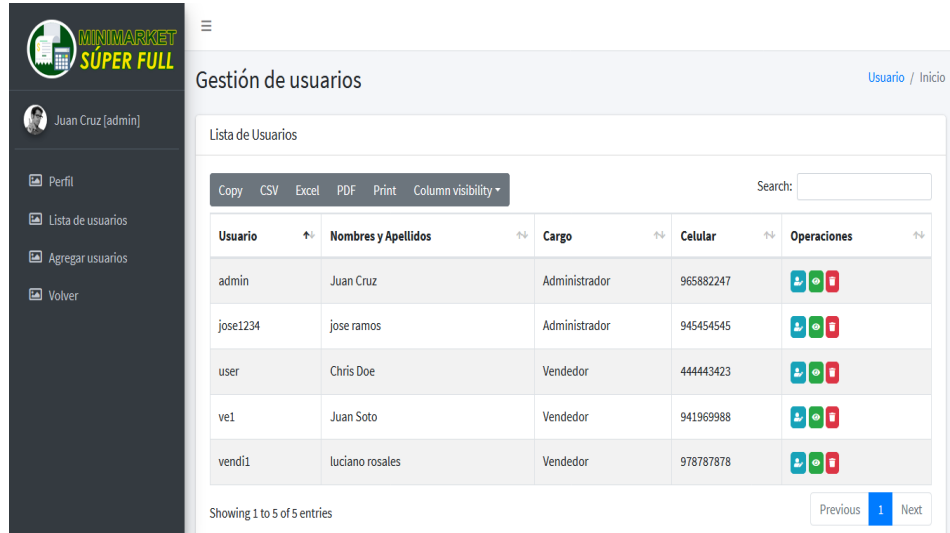 MINIMARKET
SÚPER FULL
Juan Cruz [admin]
Perfil
Lista de usuarios
Agregar usuarios
Volver
Gestión de usuarios
Usuario / Inicio
Lista de Usuarios
Copy CSV Excel PDF Print Column visibility
Search:
Usuario Nombres y Apellidos Cargo Celular Operaciones
admin Juan Cruz Administrador 965882247
jose1234 jose ramos Administrador 945454545
user Chris Doe Vendedor 444443423
ve1 Juan Soto Vendedor 941969988
vendi1 luciano rosales Vendedor 978787878
Showing 1 to 5 of 5 entries
Previous 1 Next